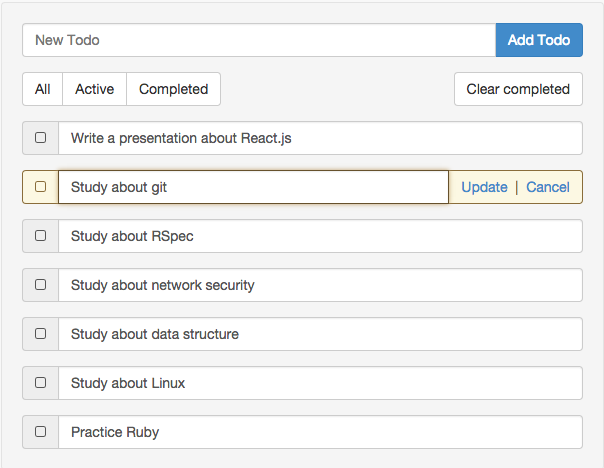 New Todo Add Todo
All Active Completed Clear completed
Write a presentation about React.js
Study about git Update | Cancel
Study about RSpec
Study about network security
Study about data structure
Study about Linux
Practice Ruby